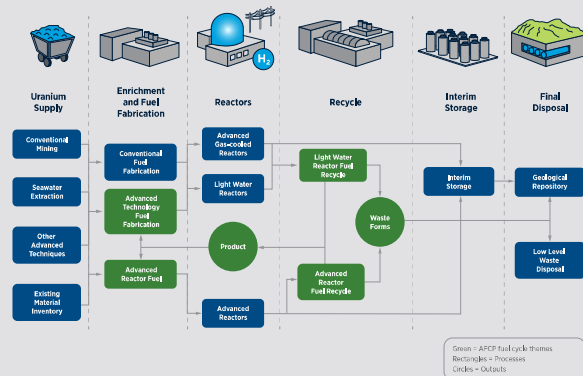 H2
Uranium
Supply
Enrichment
and Fuel
Fabrication
Reactors
Recycle
Interim
Storage
Final
Disposal
Conventional
Mining
Seawater
Extraction
Other
Advanced
Techniques
Existing
Material
Inventory
Conventional
Fuel
Fabrication
Advanced
Technology
Fuel
Fabrication
Advanced
Reactor Fuel
Advanced
Gas-cooled
Reactors
Light Water
Reactors
Product
Advanced
Reactors
Light Water
Reactor Fuel
Recycle
Waste
Forms
Advanced
Reactor
Fuel Recycle
Interim
Storage
Geological
Repository
Low Level
Waste
Disposal
Green = AFCP fuel cycle themes
Rectangles = Processes
Circles = Outputs